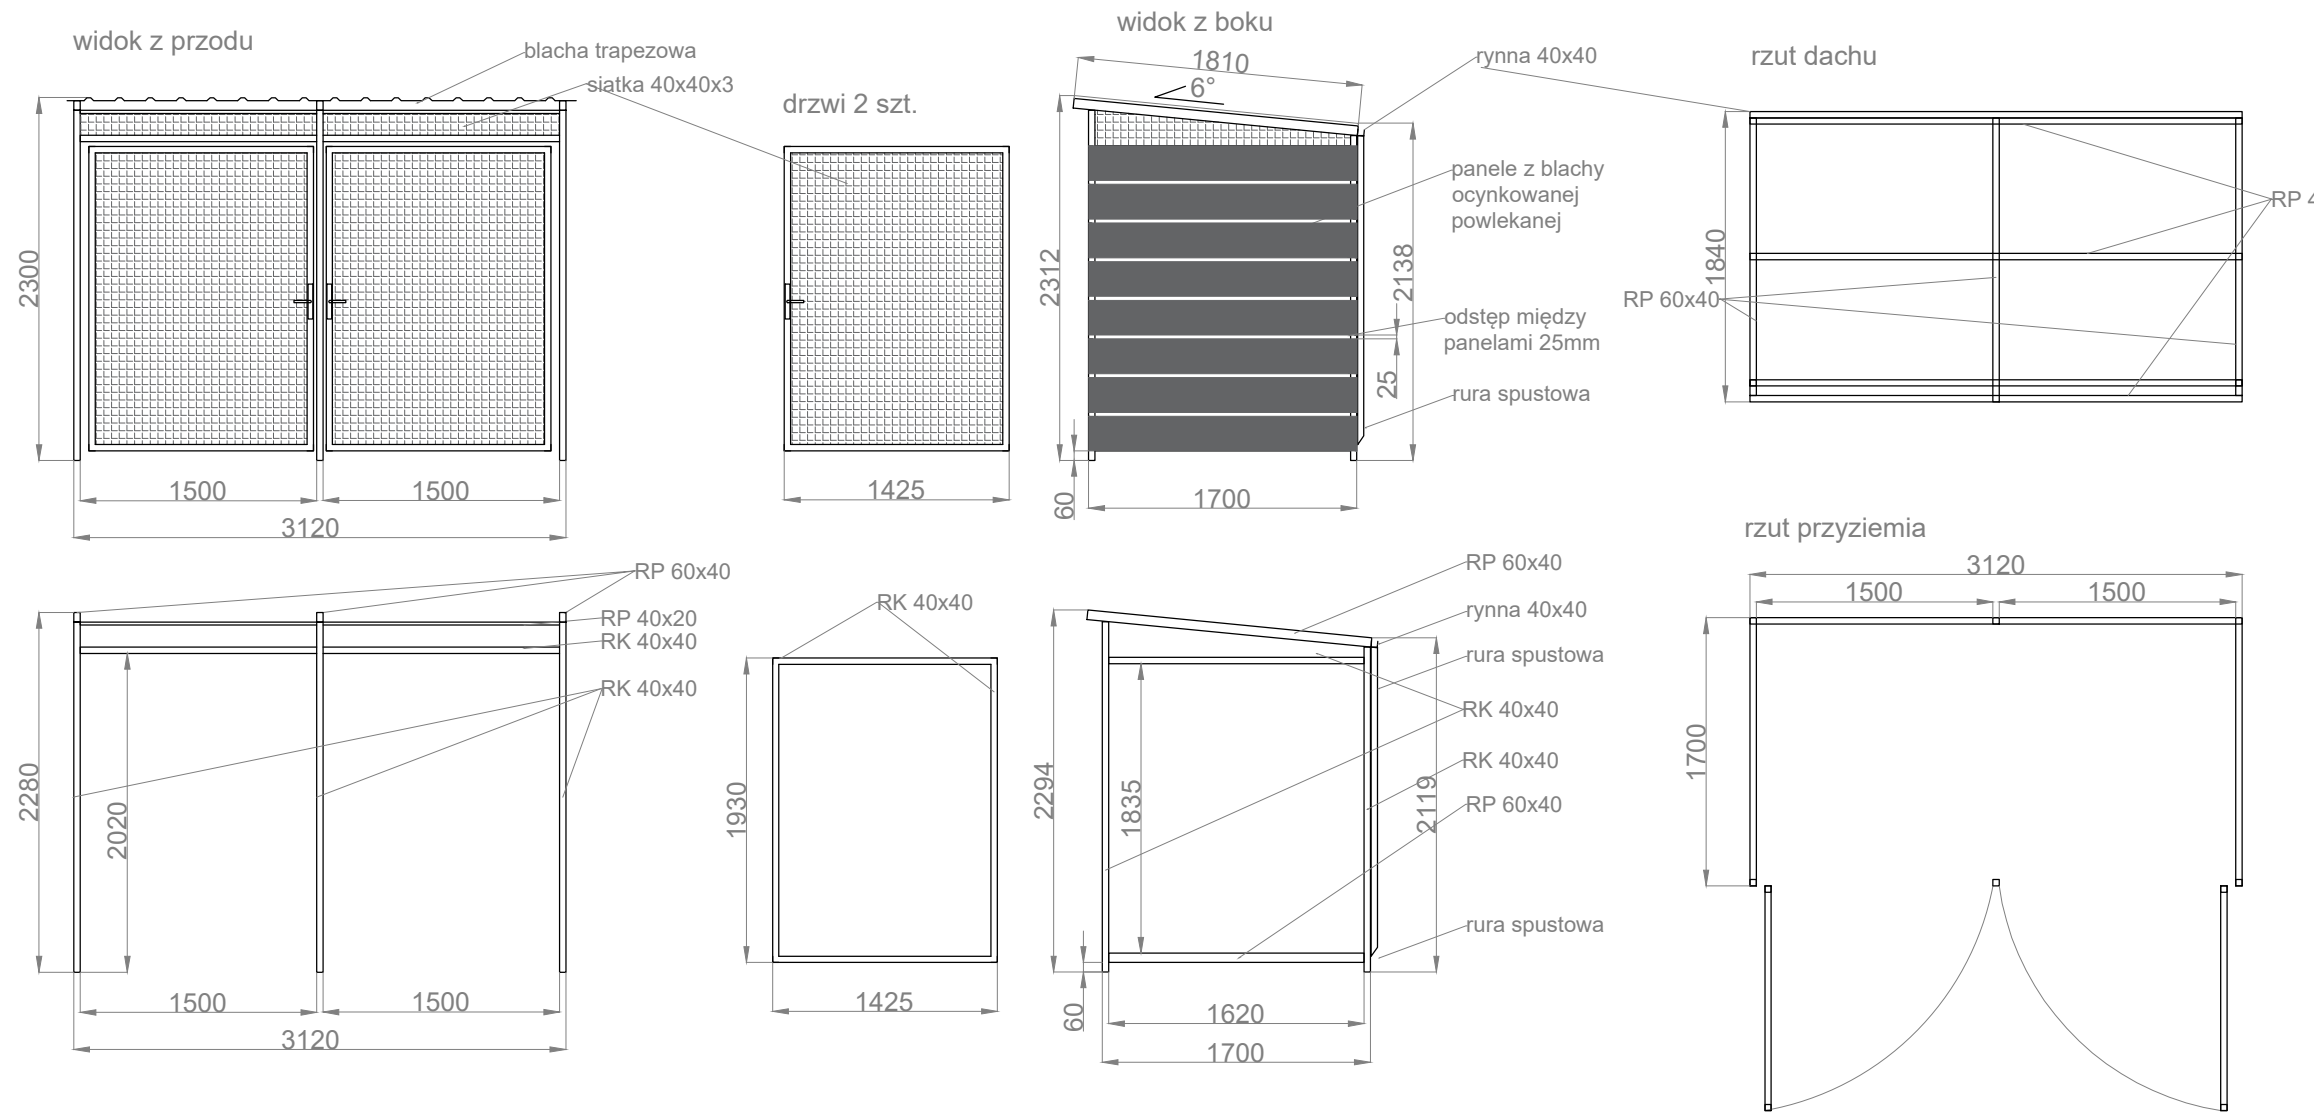 widok z przodu
blacha trapezowa
siatka 40x40x3
2300
1500
1500
3120
drzwi 2 szt.
1425
widok z boku
1810
6°
rynna 40x40
panele z blachy
ocynkowanej
powlekanej
2312
2138
odstęp między
panelami 25mm
25
rura spustowa
60
1700
rzut dachu
1840
RP 60x40
RP 4
RP 60x40
RP 40x20
RK 40x40
RK 40x40
2280
2020
1500
1500
3120
RK 40x40
1930
1425
RP 60x40
rynna 40x40
rura spustowa
RK 40x40
RK 40x40
RP 60x40
rura spustowa
2294
1835
2119
60
1620
1700
rzut przyziemia
3120
1500
1500
1700